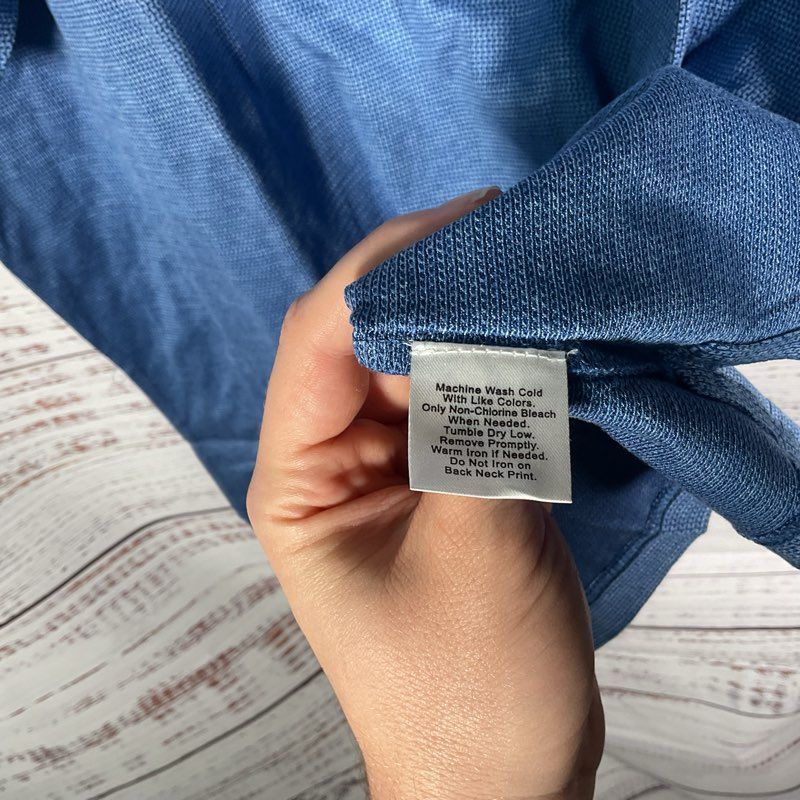 Machine Wash Cold
With Like Colors.
Only Non-Chlorine Bleach
When Needed.
Tumble Dry Low.
Remove Promptly.
Warm Iron if Needed.
Do Not Iron on
Back Neck Print.